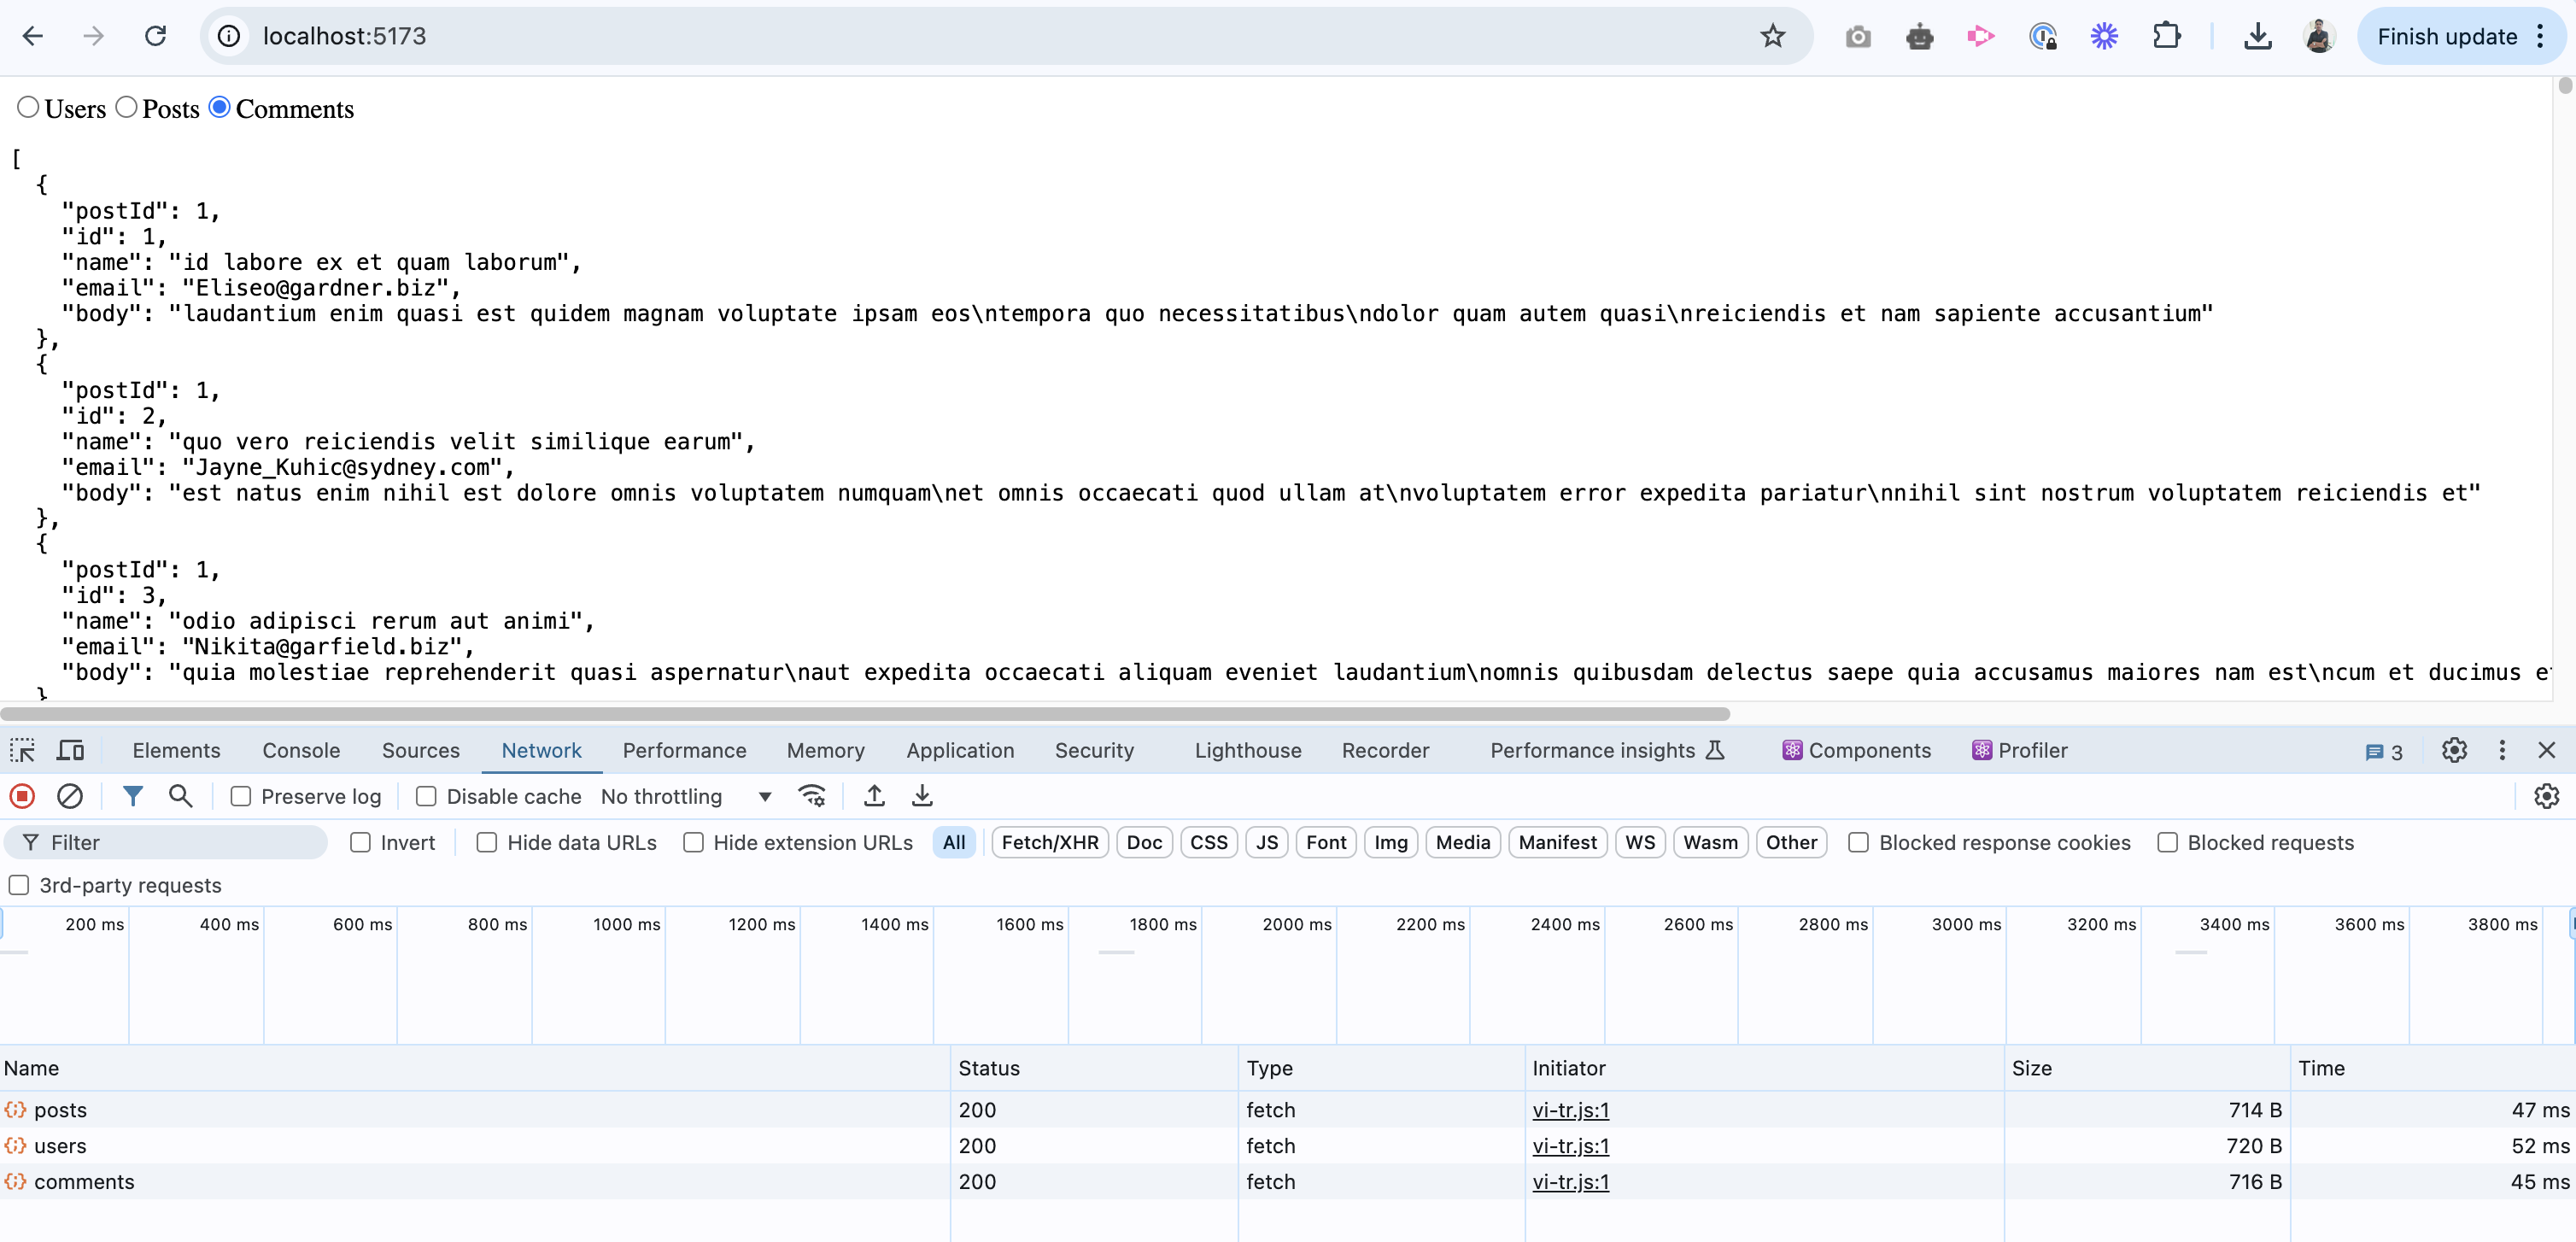 localhost:5173
Finish update
Users Posts Comments
[
  {
    "postId": 1,
    "id": 1,
    "name": "id labore ex et quam laborum",
    "email": "Eliseo@gardner.biz",
    "body": "laudantium enim quasi est quidem magnam voluptate ipsam eos\ntempora quo necessitatibus\ndolor quam autem quasi\nreiciendis et nam sapiente accusantium"
  },
  {
    "postId": 1,
    "id": 2,
    "name": "quo vero reiciendis velit similique earum",
    "email": "Jayne_Kuhic@sydney.com",
    "body": "est natus enim nihil est dolore omnis voluptatem numquam\net omnis occaecati quod ullam at\nvoluptatem error expedita pariatur\nnihil sint nostrum voluptatem reiciendis et"
  },
  {
    "postId": 1,
    "id": 3,
    "name": "odio adipisci rerum aut animi",
    "email": "Nikita@garfield.biz",
    "body": "quia molestiae reprehenderit quasi aspernatur\naut expedita occaecati aliquam eveniet laudantium\nomnis quibusdam delectus saepe quia accusamus maiores nam est\ncum et ducimus e
  }
Elements Console Sources Network Performance Memory Application Security Lighthouse Recorder Performance insights Components Profiler 3
Preserve log Disable cache No throttling
Filter Invert Hide data URLs Hide extension URLs All Fetch/XHR Doc CSS JS Font Img Media Manifest WS Wasm Other Blocked response cookies Blocked requests
3rd-party requests
200 ms 400 ms 600 ms 800 ms 1000 ms 1200 ms 1400 ms 1600 ms 1800 ms 2000 ms 2200 ms 2400 ms 2600 ms 2800 ms 3000 ms 3200 ms 3400 ms 3600 ms 3800 ms
Name Status Type Initiator Size Time
posts 200 fetch vi-tr.js:1 714 B 47 ms
users 200 fetch vi-tr.js:1 720 B 52 ms
comments 200 fetch vi-tr.js:1 716 B 45 ms